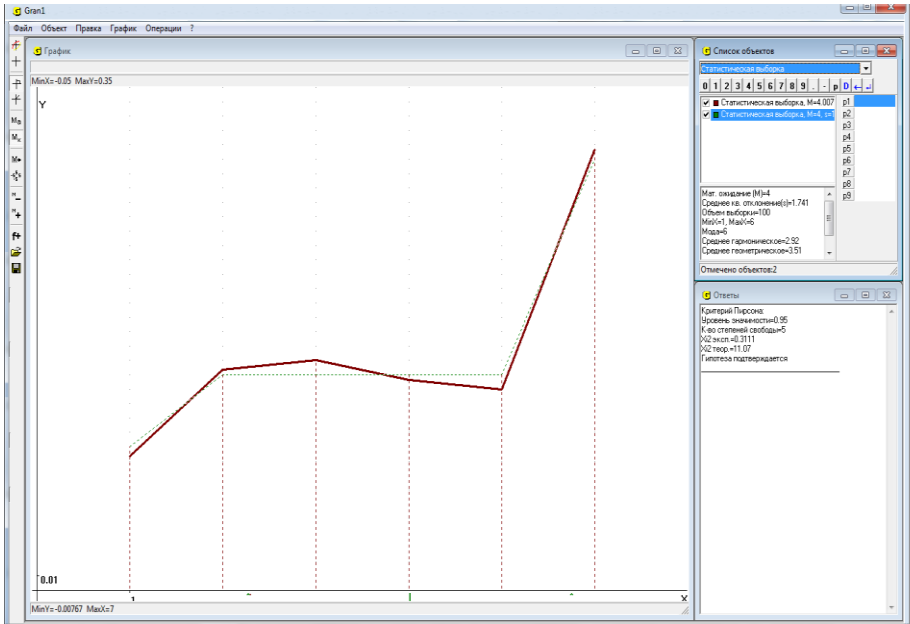 Gran1
Файл Объект Правка График Операции ?
График
MinX=-0.05 MaxY=0.35
Y
0.01
1
X
MinY=-0.00767 MaxX=7
Список объектов
Статистическая выборка
0 1 2 3 4 5 6 7 8 9 . - p D ← ↵
Статистическая выборка, M=4.007
Статистическая выборка, M=4, s=1
p1
p2
p3
p4
p5
p6
p7
p8
p9
Мат. ожидание (M)=4
Среднее кв. отклонение(s)=1.741
Объем выборки=100
MinX=1, MaxX=6
Мода=6
Среднее гармоническое=2.92
Среднее геометрическое=3.51
Отмечено объектов:2
Ответы
Критерий Пирсона:
Уровень значимости=0.95
К-во степеней свободы=5
Xi2 эксп.=0.3111
Xi2 теор.=11.07
Гипотеза подтверждается